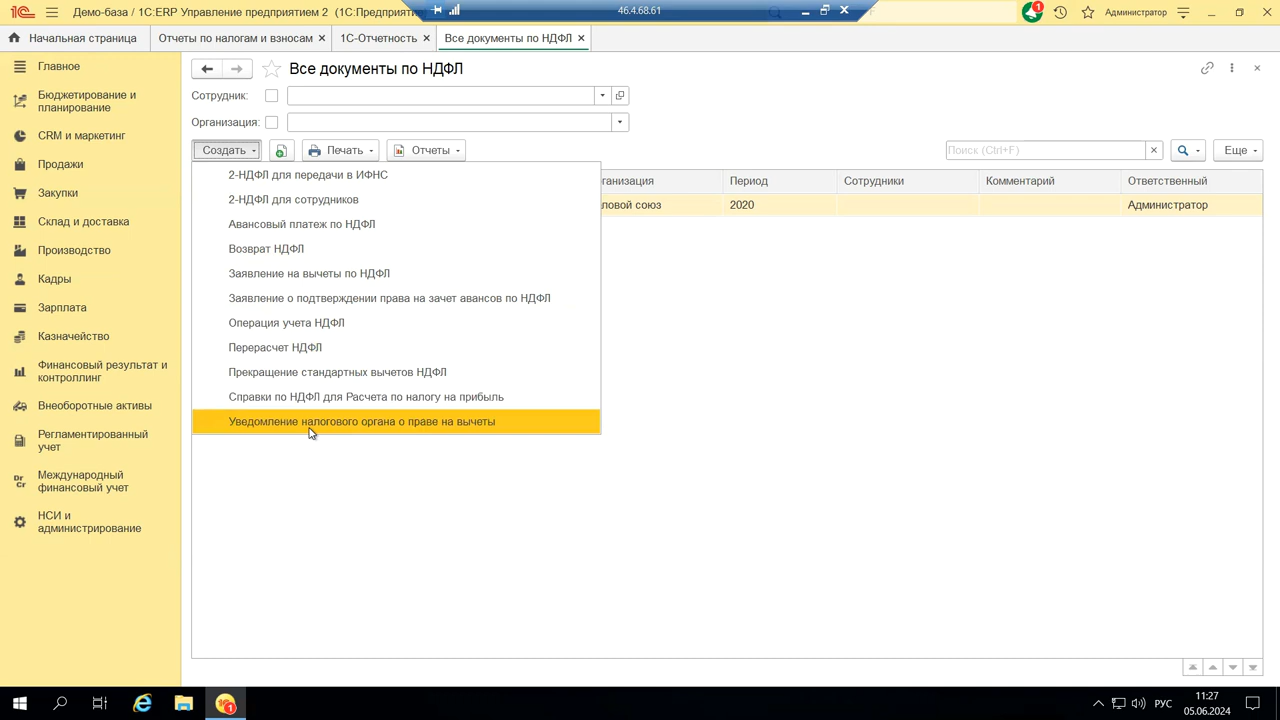 Демо-база / 1С:ERP Управление предприятием 2 (1С:Предприяти
46.4.68.61
1
Администратор
Начальная страница
Отчеты по налогам и взносам
1С-Отчетность
Все документы по НДФЛ
Главное
Бюджетирование и
планирование
CRM и маркетинг
Продажи
Закупки
Склад и доставка
Производство
Кадры
Зарплата
Казначейство
Финансовый результат и
контроллинг
Внеоборотные активы
Регламентированный
учет
Международный
финансовый учет
НСИ и
администрирование
Все документы по НДФЛ
Сотрудник:
Организация:
Создать
Печать
Отчеты
Поиск (Ctrl+F)
Еще
2-НДФЛ для передачи в ИФНС
2-НДФЛ для сотрудников
Авансовый платеж по НДФЛ
Возврат НДФЛ
Заявление на вычеты по НДФЛ
Заявление о подтверждении права на зачет авансов по НДФЛ
Операция учета НДФЛ
Перерасчет НДФЛ
Прекращение стандартных вычетов НДФЛ
Справки по НДФЛ для Расчета по налогу на прибыль
Уведомление налогового органа о праве на вычеты
ганизация Период Сотрудники Комментарий Ответственный
ловой союз 2020 Администратор
РУС
11:27
05.06.2024